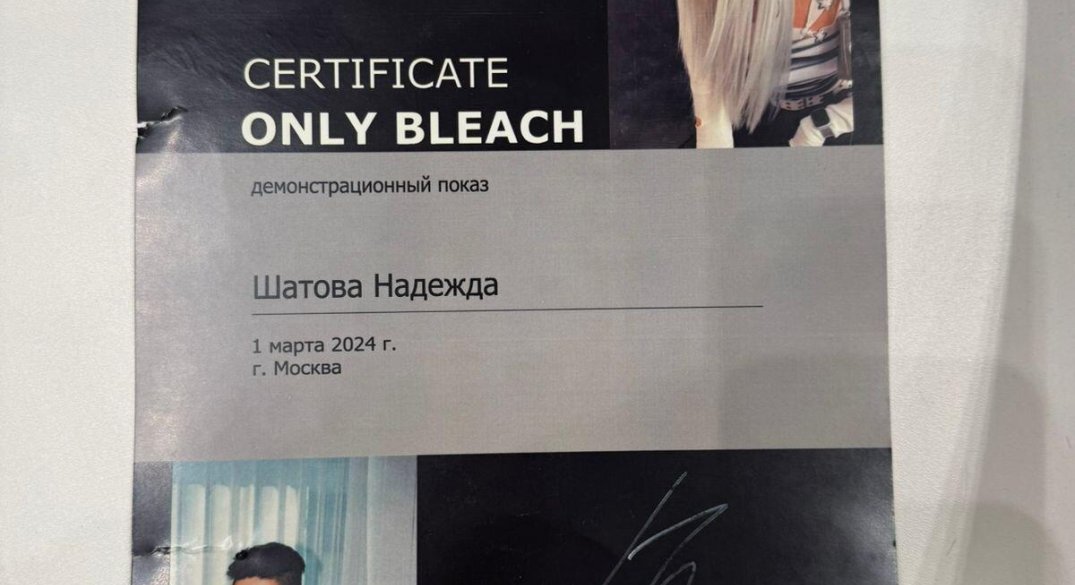 CERTIFICATE
ONLY BLEACH
демонстрационный показ
Шатова Надежда
1 марта 2024 г.
г. Москва